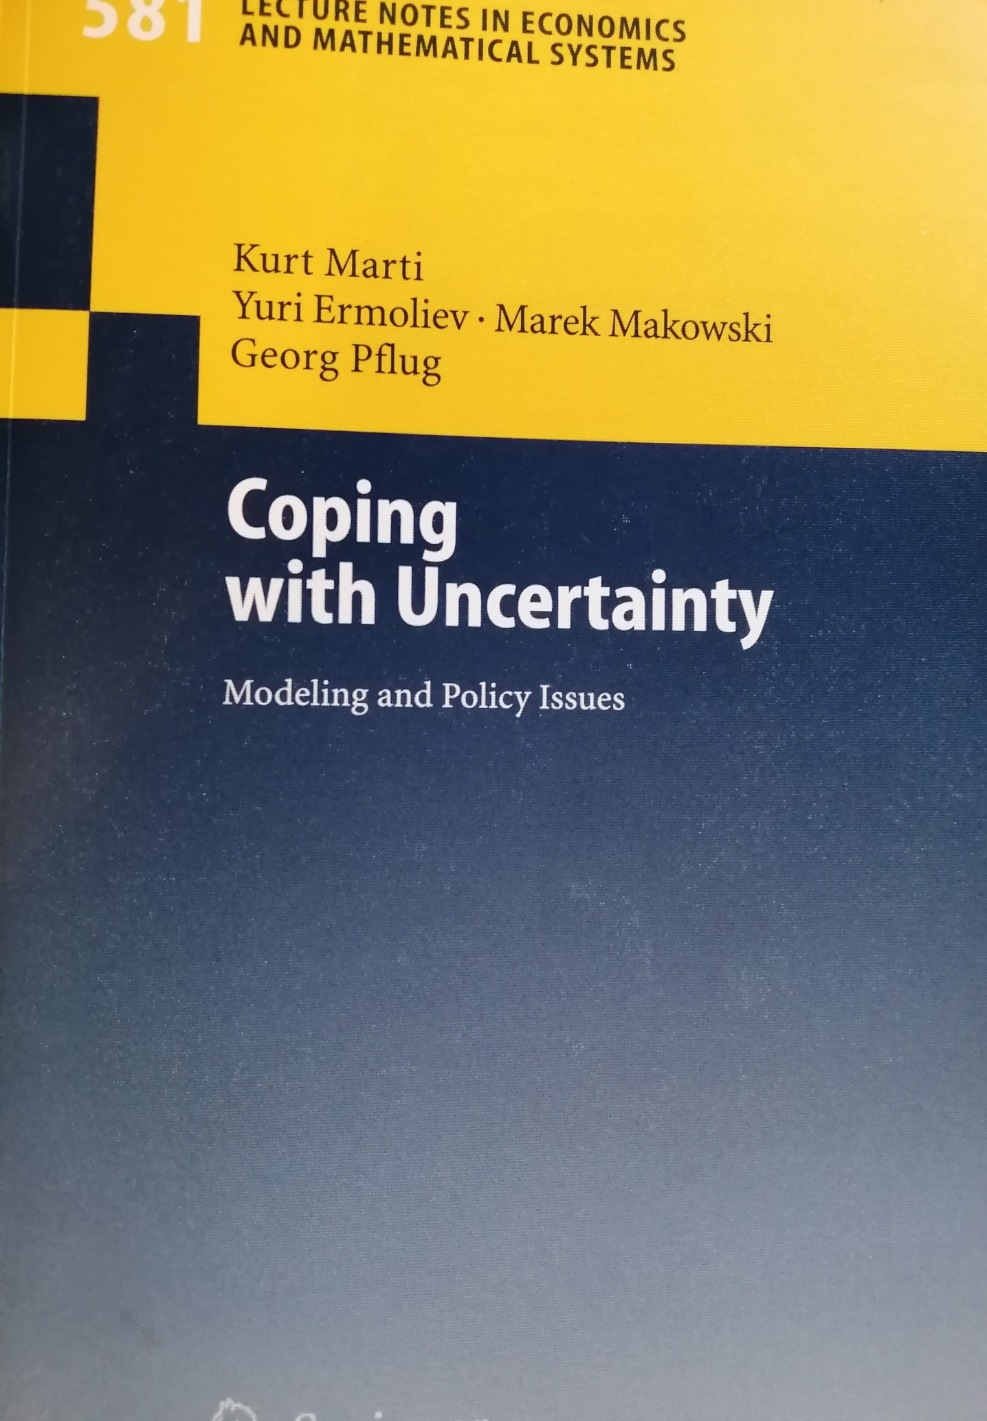 581
LECTURE NOTES IN ECONOMICS
AND MATHEMATICAL SYSTEMS
Kurt Marti
Yuri Ermoliev · Marek Makowski
Georg Pflug
Coping
with Uncertainty
Modeling and Policy Issues